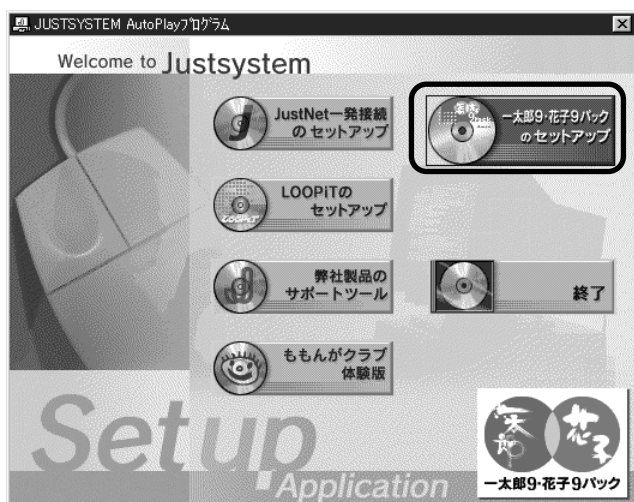 JUSTSYSTEM AutoPlayプログラム
Welcome to Justsystem
JustNet一発接続
の セットアップ
一太郎9･花子9パック
の セットアップ
LOOPiTの
セットアップ
弊社製品の
サポートツール
終了
ももんがクラブ
体験版
Setup
Application
一太郎
花子
一太郎9･花子9パック